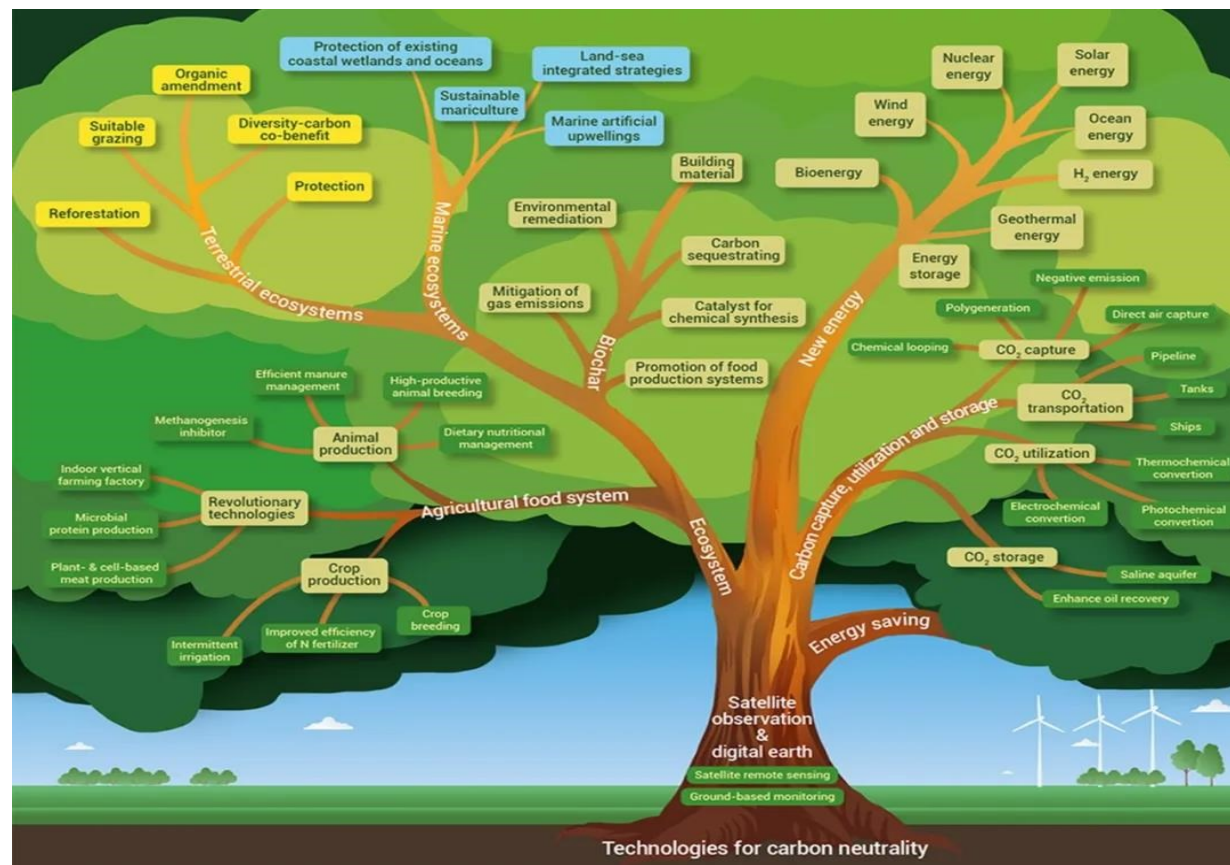 Protection of existing
coastal wetlands and oceans
Land-sea
integrated strategies
Sustainable
mariculture
Marine artificial
upwellings
Marine ecosystems
Organic
amendment
Suitable
grazing
Diversity-carbon
co-benefit
Protection
Reforestation
Terrestrial ecosystems
Building
material
Environmental
remediation
Carbon
sequestrating
Mitigation of
gas emissions
Catalyst for
chemical synthesis
Promotion of food
production systems
Biochar
Nuclear
energy
Solar
energy
Wind
energy
Ocean
energy
Bioenergy
H₂ energy
Geothermal
energy
Energy
storage
New energy
Negative emission
Polygeneration
Direct air capture
Chemical looping
CO₂ capture
Pipeline
Tanks
CO₂
transportation
Ships
CO₂ utilization
Thermochemical
convertion
Electrochemical
convertion
Photochemical
convertion
CO₂ storage
Saline aquifer
Enhance oil recovery
Carbon capture, utilization and storage
Efficient manure
management
High-productive
animal breeding
Methanogenesis
inhibitor
Animal
production
Dietary nutritional
management
Indoor vertical
farming factory
Revolutionary
technologies
Microbial
protein production
Plant- & cell-based
meat production
Agricultural food system
Crop
production
Crop
breeding
Intermittent
irrigation
Improved efficiency
of N fertilizer
Ecosystem
Energy saving
Satellite
observation
&
digital earth
Satellite remote sensing
Ground-based monitoring
Technologies for carbon neutrality